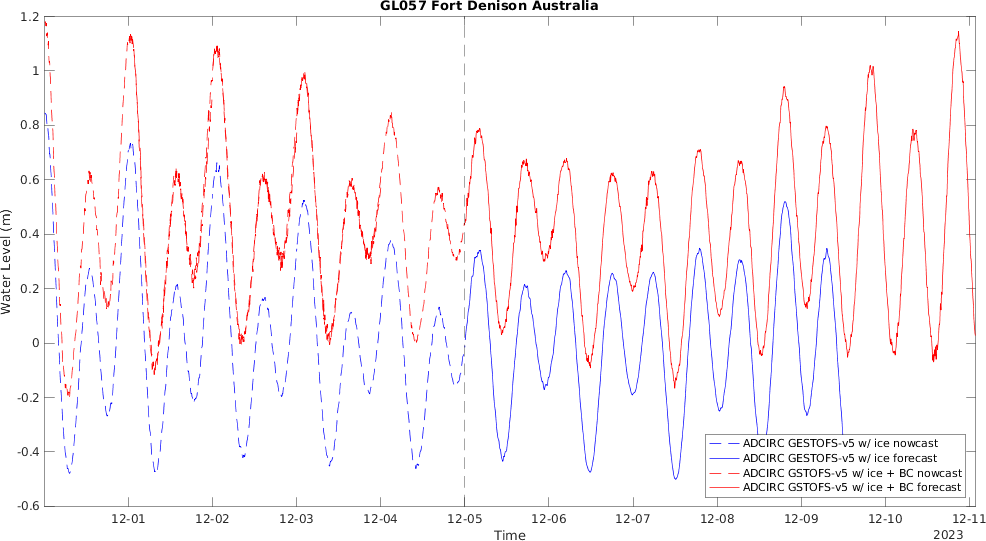 GL057 Fort Denison Australia
1.2
1
0.8
0.6
0.4
0.2
0
-0.2
-0.4
-0.6
Water Level (m)
ADCIRC GESTOFS-v5 w/ ice nowcast
ADCIRC GESTOFS-v5 w/ ice forecast
ADCIRC GSTOFS-v5 w/ ice + BC nowcast
ADCIRC GSTOFS-v5 w/ ice + BC forecast
12-01 12-02 12-03 12-04 12-05 12-06 12-07 12-08 12-09 12-10 12-11
Time
2023